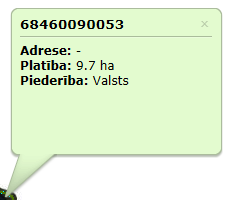 68460090053 ×
Adrese: -
Platība: 9.7 ha
Piederība: Valsts